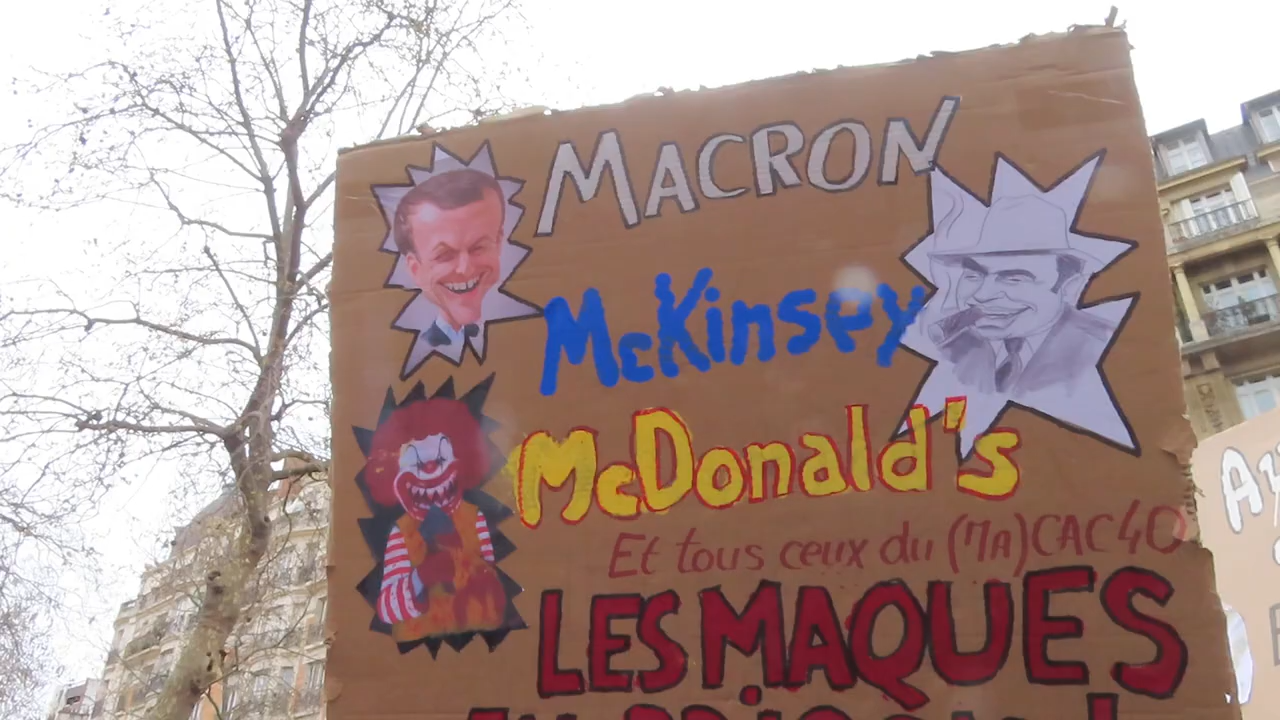 MACRON
McKinsey
McDonald's
Et tous ceux du (MA)CAC40
LES MAQUES